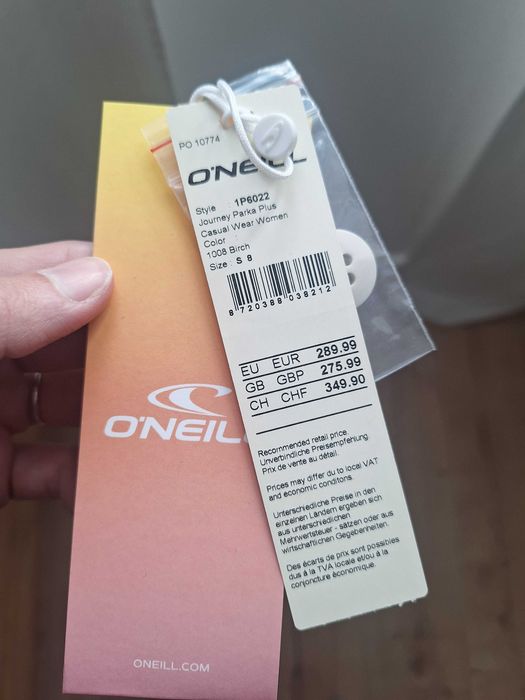 PO 10774
O'NEILL
Style : 1P6022
Journey Parka Plus
Casual Wear Women
Color :
1008 Birch
Size : S 8
8 720388 038212
EU EUR 289.99
GB GBP 275.99
CH CHF 349.90
Recommended retail price.
Unverbindliche Preisempfehlung.
Prix de vente au détail.
Prices may differ du to local VAT
and economic conditons.
Unterschiedliche Preise in den
einzelnen Ländern ergeben sich
aus unterschiedlichen
Mehrwertsteuer - sätzen oder aus
wirtschaftlichen Gegebenheiten.
Des écarts de prix sont possibles
dus à la TVA locale et/ou à la
conjoncture économique.
O'NEILL
ONEILL.COM